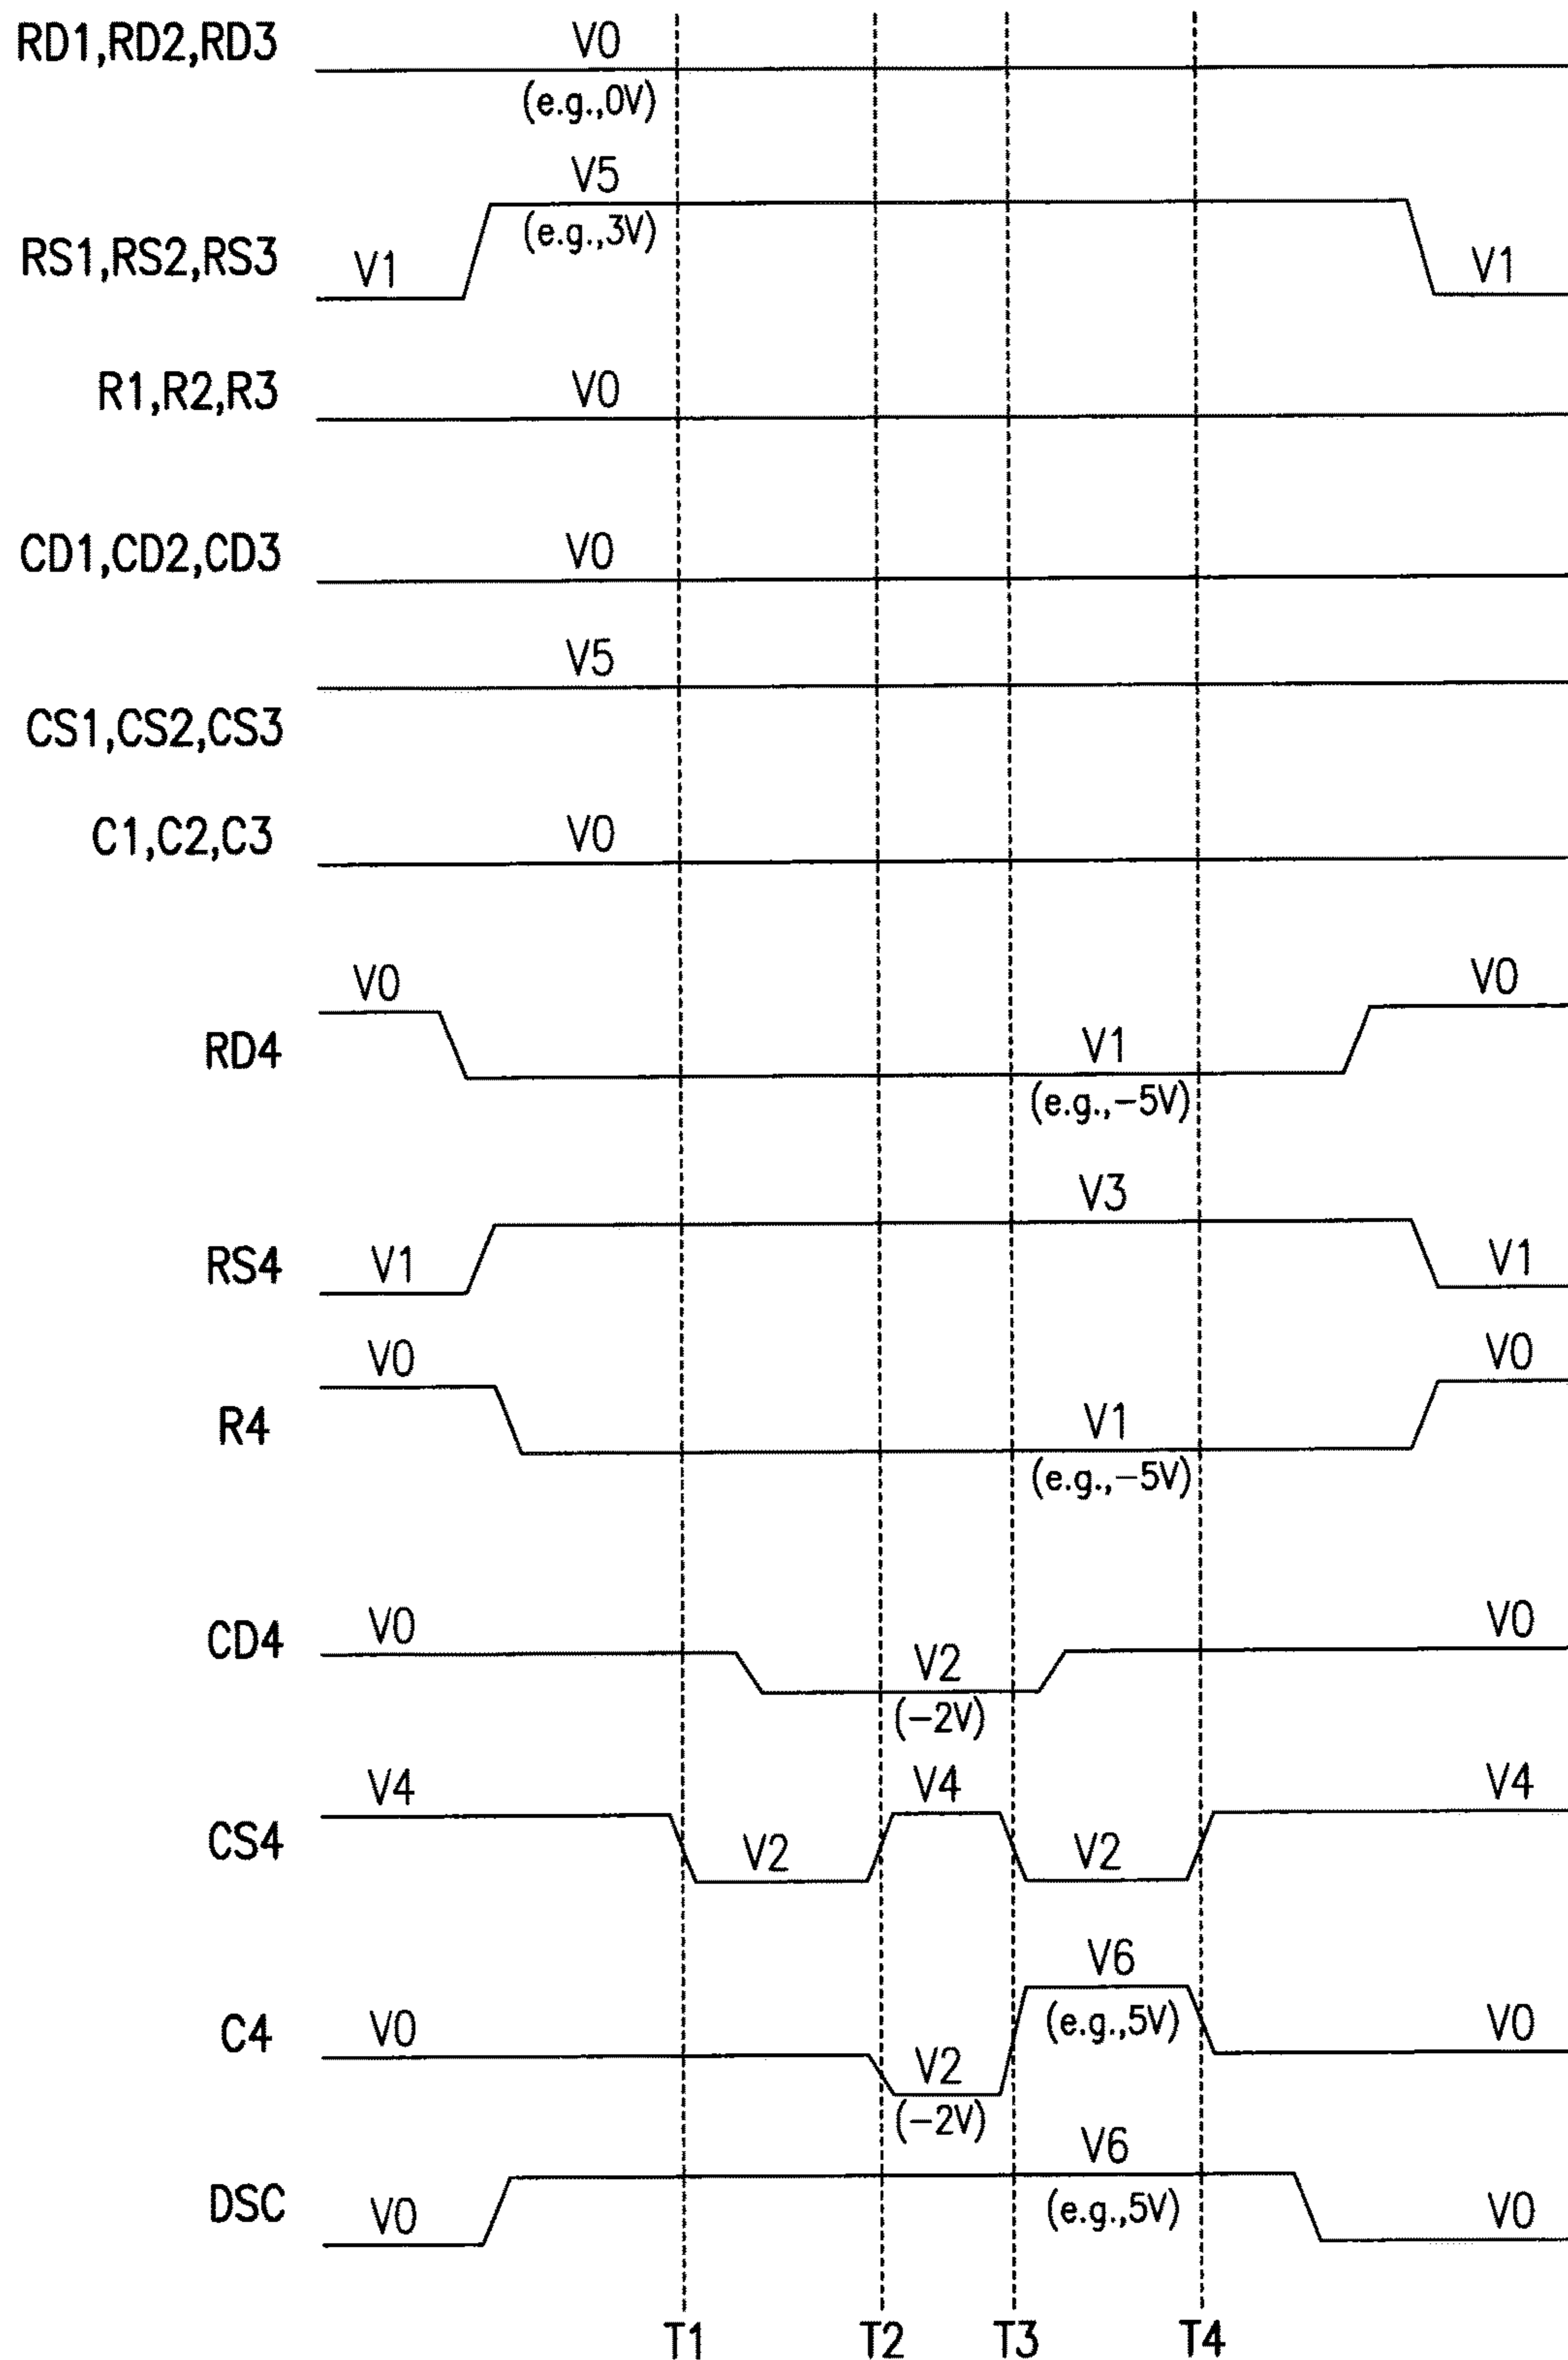 RD1,RD2,RD3
V0
(e.g.,0V)
V5
(e.g.,3V)
RS1,RS2,RS3
V1
V1
R1,R2,R3
V0
CD1,CD2,CD3
V0
V5
CS1,CS2,CS3
C1,C2,C3
V0
V0
V0
RD4
V1
(e.g.,-5V)
V3
RS4
V1
V1
V0
V0
R4
V1
(e.g.,-5V)
CD4
V0
V2
(-2V)
V0
V4
V4
V4
CS4
V2
V2
V6
(e.g.,5V)
C4
V0
V2
(-2V)
V0
V6
(e.g.,5V)
DSC
V0
V0
T1
T2
T3
T4